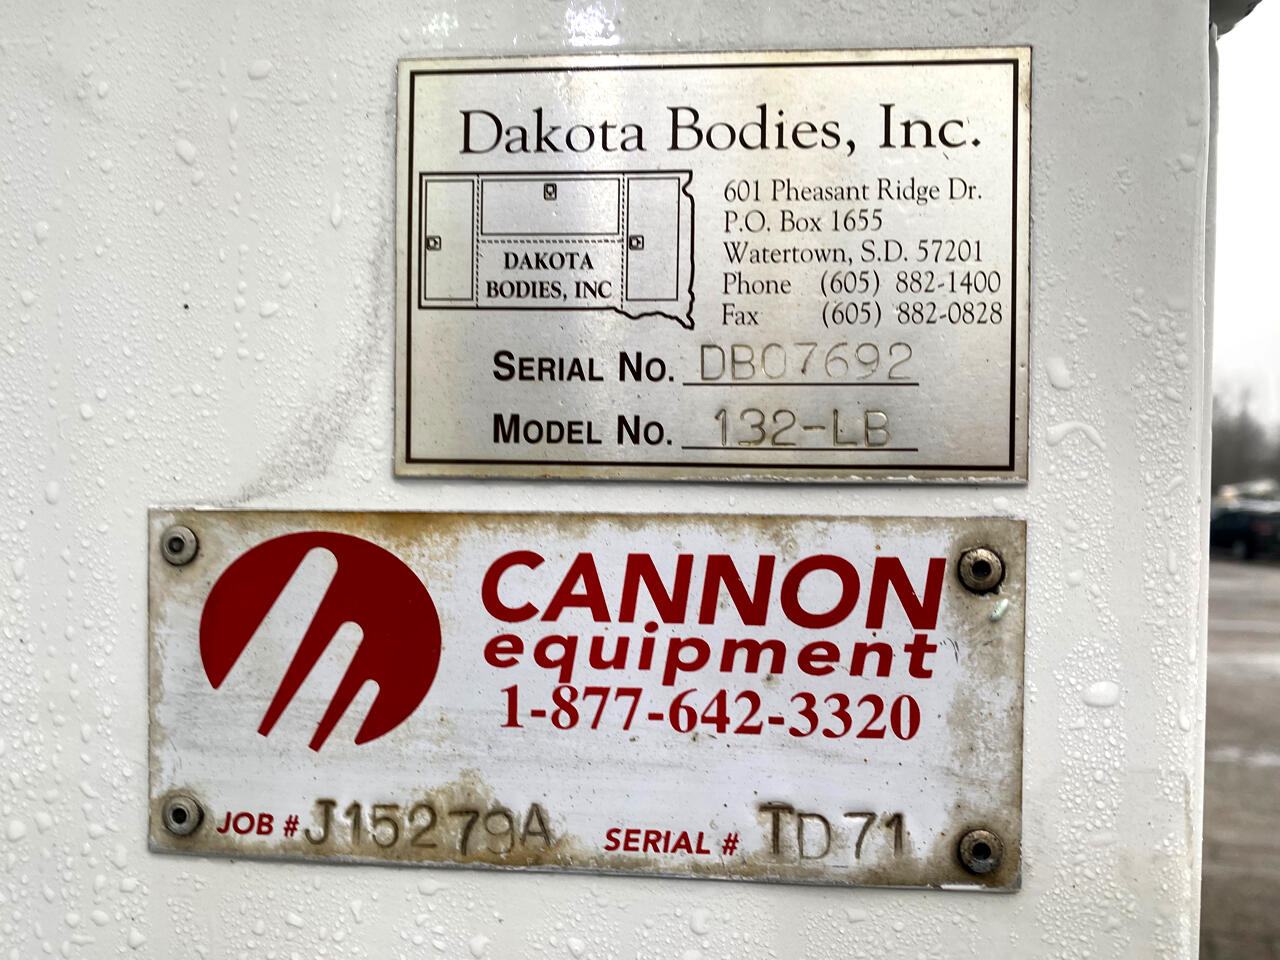 Dakota Bodies, Inc.
DAKOTA
BODIES, INC
601 Pheasant Ridge Dr.
P.O. Box 1655
Watertown, S.D. 57201
Phone (605) 882-1400
Fax (605) 882-0828
SERIAL NO. DB07692
MODEL NO. 132-LB
CANNON
equipment
1-877-642-3320
JOB # J15279A SERIAL # TD71